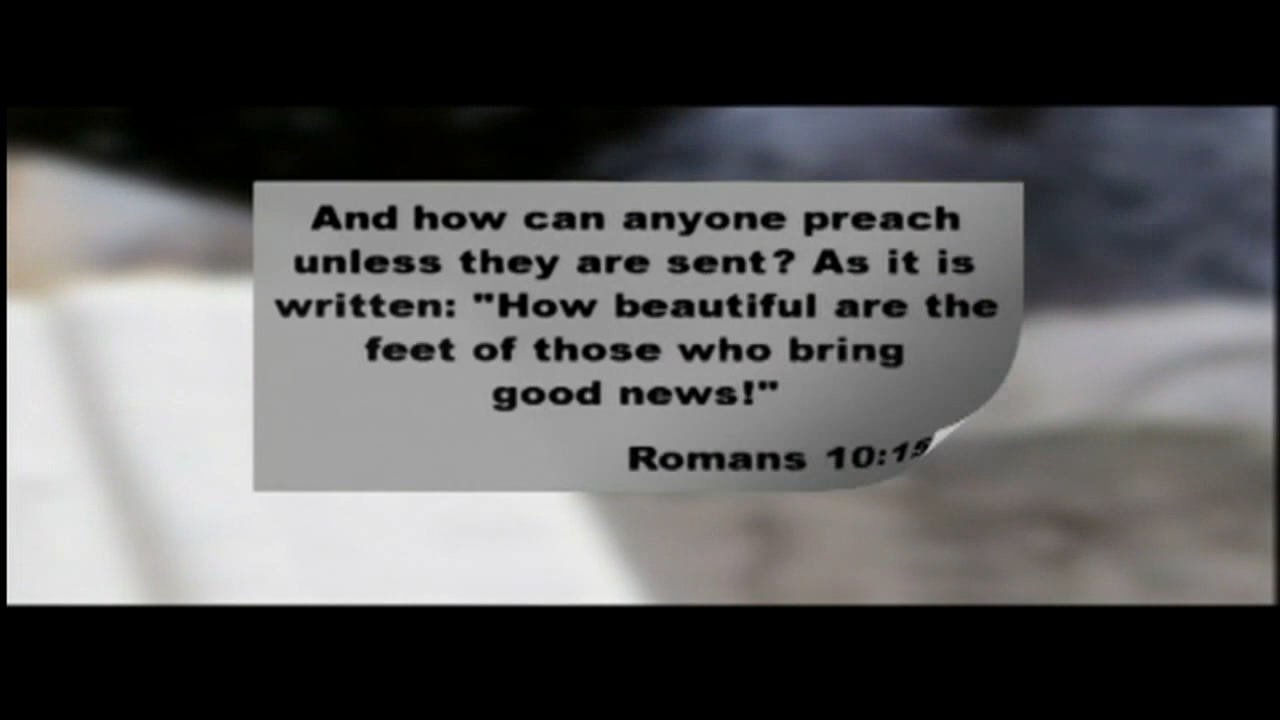 And how can anyone preach
unless they are sent? As it is
written: "How beautiful are the
feet of those who bring
good news!"
Romans 10:15